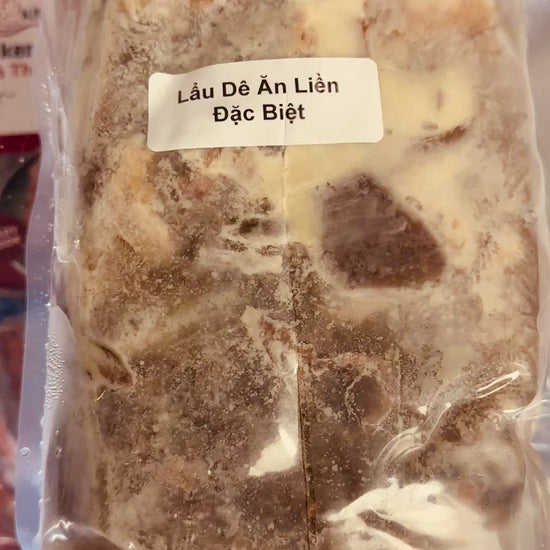 Lẩu Dê Ăn Liền
Đặc Biệt